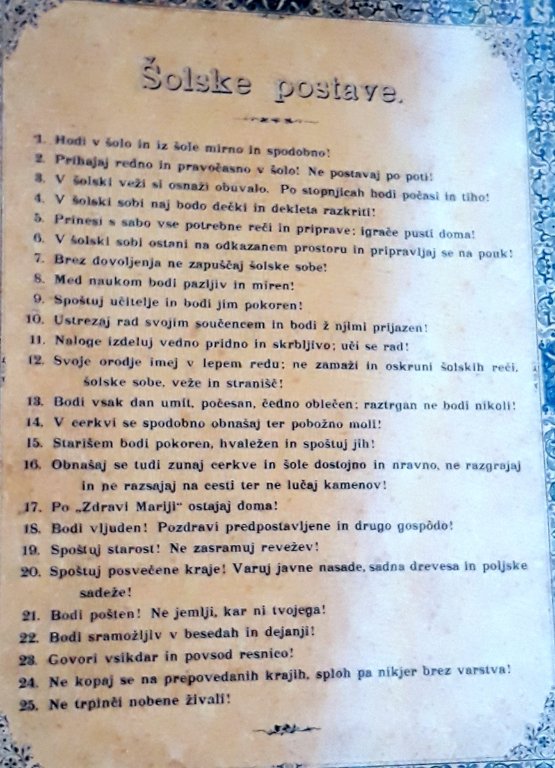 Šolske postave.
1. Hodi v šolo in iz šole mirno in spodobno!
2. Prihajaj redno in pravočasno v šolo! Ne postavaj po poti!
3. V šolski veži si osnaži obuvalo. Po stopnjicah hodi počasi in tiho!
4. V šolski sobi naj bodo dečki in dekleta razkriti!
5. Prinesi s sabo vse potrebne reči in priprave; igrače pusti doma!
6. V šolski sobi ostani na odkazanem prostoru in pripravljaj se na pouk!
7. Brez dovoljenja ne zapuščaj šolske sobe!
8. Med naukom bodi pazljiv in miren!
9. Spoštuj učitelje in bodi jim pokoren!
10. Ustrezaj rad svojim součencem in bodi ž njimi prijazen!
11. Naloge izdeluj vedno pridno in skrbljivo; uči se rad!
12. Svoje orodje imej v lepem redu; ne zamaži in oskruni šolskih reči,
šolske sobe, veže in stranišč!
13. Bodi vsak dan umit, počesan, čedno oblečen; raztrgan ne bodi nikoli!
14. V cerkvi se spodobno obnašaj ter pobožno moli!
15. Starišem bodi pokoren, hvaležen in spoštuj jih!
16. Obnašaj se tudi zunaj cerkve in šole dostojno in nravno, ne razgrajaj
in ne razsajaj na cesti ter ne lučaj kamenov!
17. Po „Zdravi Mariji“ ostajaj doma!
18. Bodi vljuden! Pozdravi predpostavljene in drugo gospôdo!
19. Spoštuj starost! Ne zasramuj revežev!
20. Spoštuj posvečene kraje! Varuj javne nasade, sadna drevesa in poljske
sadeže!
21. Bodi pošten! Ne jemlji, kar ni tvojega!
22. Bodi sramožljiv v besedah in dejanji!
23. Govori vsikdar in povsod resnico!
24. Ne kopaj se na prepovedanih krajih, sploh pa nikjer brez varstva!
25. Ne trpinči nobene živali!